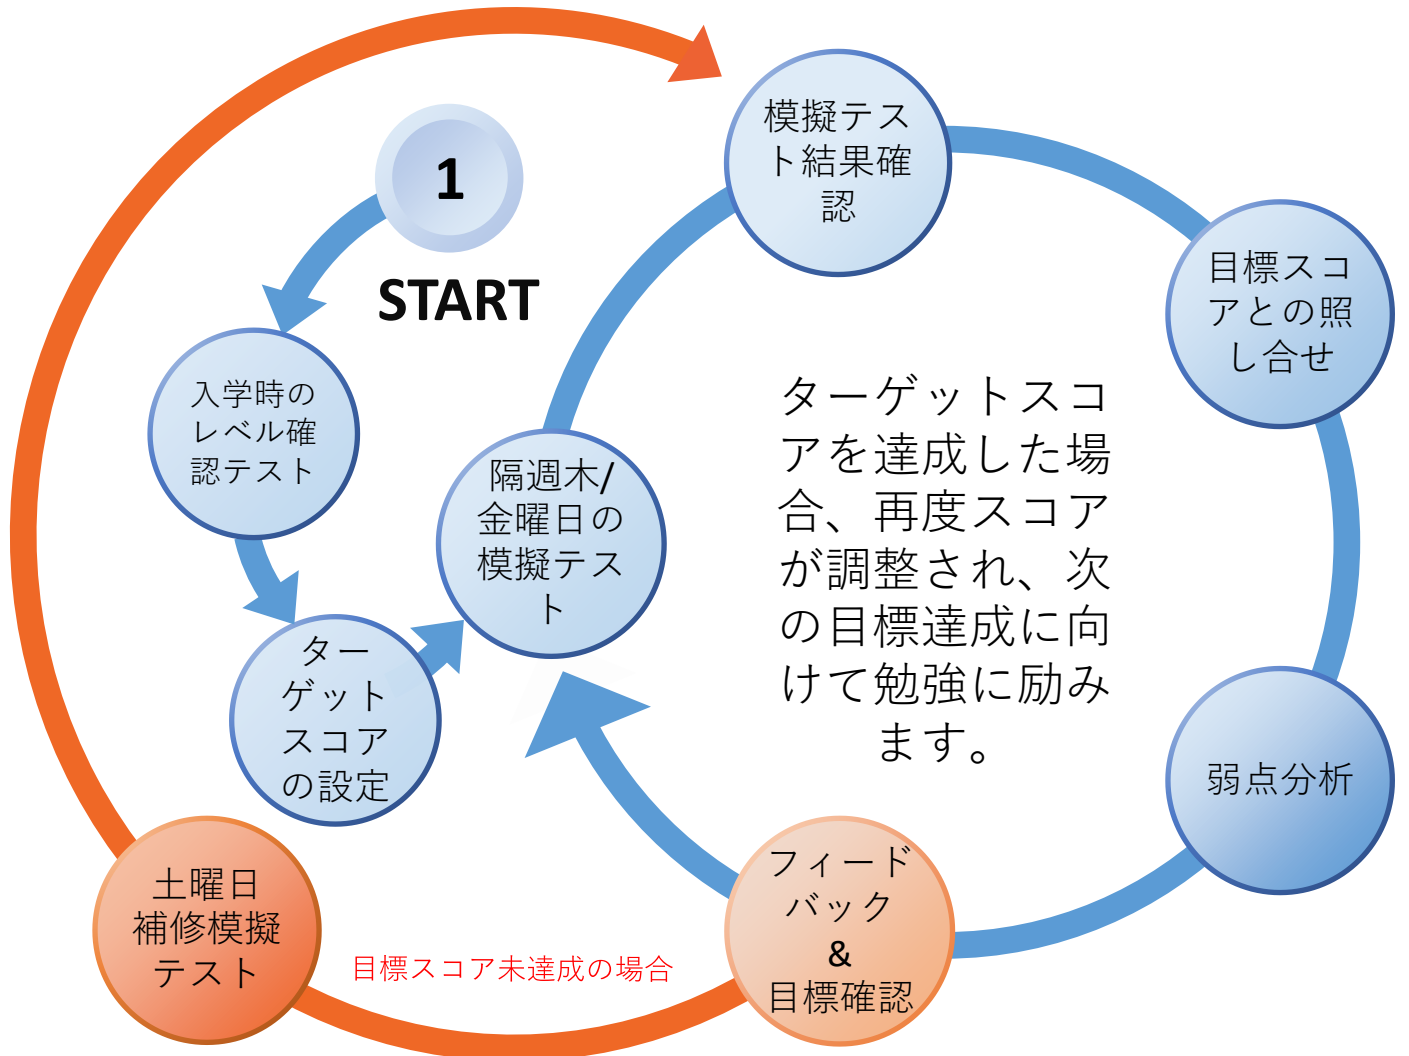 1
START
入学時の
レベル確
認テスト
ター
ゲット
スコア
の設定
隔週木/
金曜日の
模擬テス
ト
模擬テス
ト結果確
認
目標スコ
アとの照
し合せ
弱点分析
フィード
バック
&
目標確認
目標スコア未達成の場合
土曜日
補修模擬
テスト
ターゲットスコ
アを達成した場
合、再度スコア
が調整され、次
の目標達成に向
けて勉強に励み
ます。